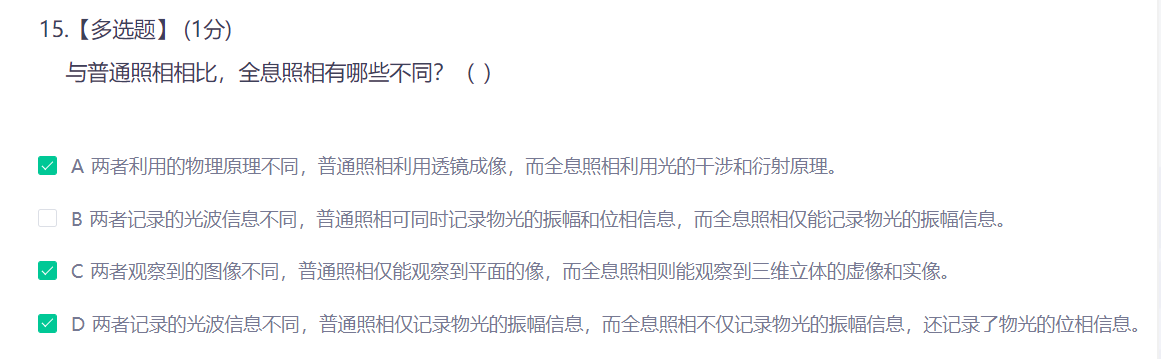 15.【多选题】 (1分)
与普通照相相比，全息照相有哪些不同？（ ）
A 两者利用的物理原理不同，普通照相利用透镜成像，而全息照相利用光的干涉和衍射原理。
B 两者记录的光波信息不同，普通照相可同时记录物光的振幅和位相信息，而全息照相仅能记录物光的振幅信息。
C 两者观察到的图像不同，普通照相仅能观察到平面的像，而全息照相则能观察到三维立体的虚像和实像。
D 两者记录的光波信息不同，普通照相仅记录物光的振幅信息，而全息照相不仅记录物光的振幅信息，还记录了物光的位相信息。